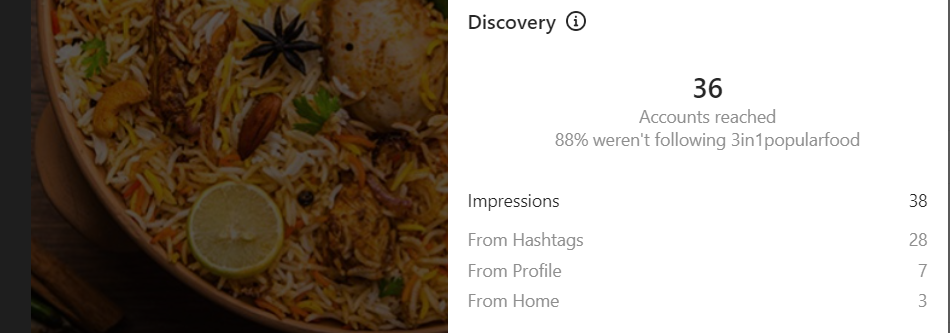 Discovery
36
Accounts reached
88% weren't following 3in1popularfood
Impressions 38
From Hashtags 28
From Profile 7
From Home 3